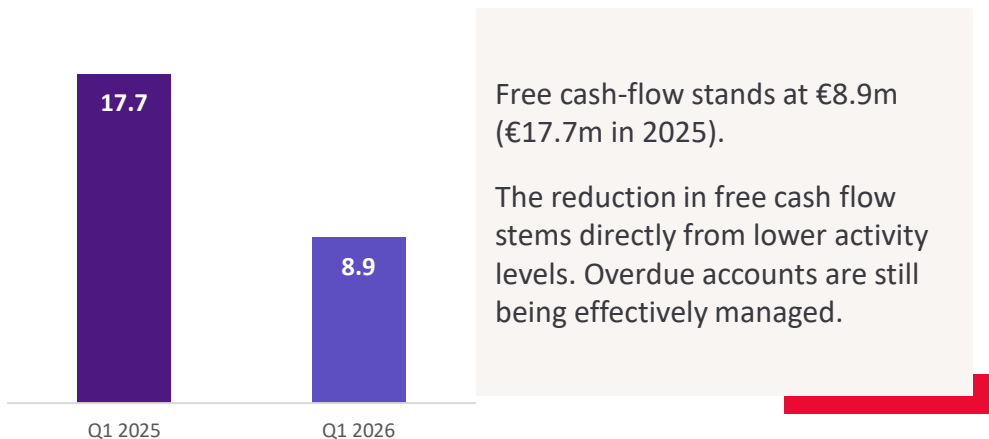 17.7
8.9
Q1 2025
Q1 2026
Free cash-flow stands at €8.9m
(€17.7m in 2025).
The reduction in free cash flow
stems directly from lower activity
levels. Overdue accounts are still
being effectively managed.